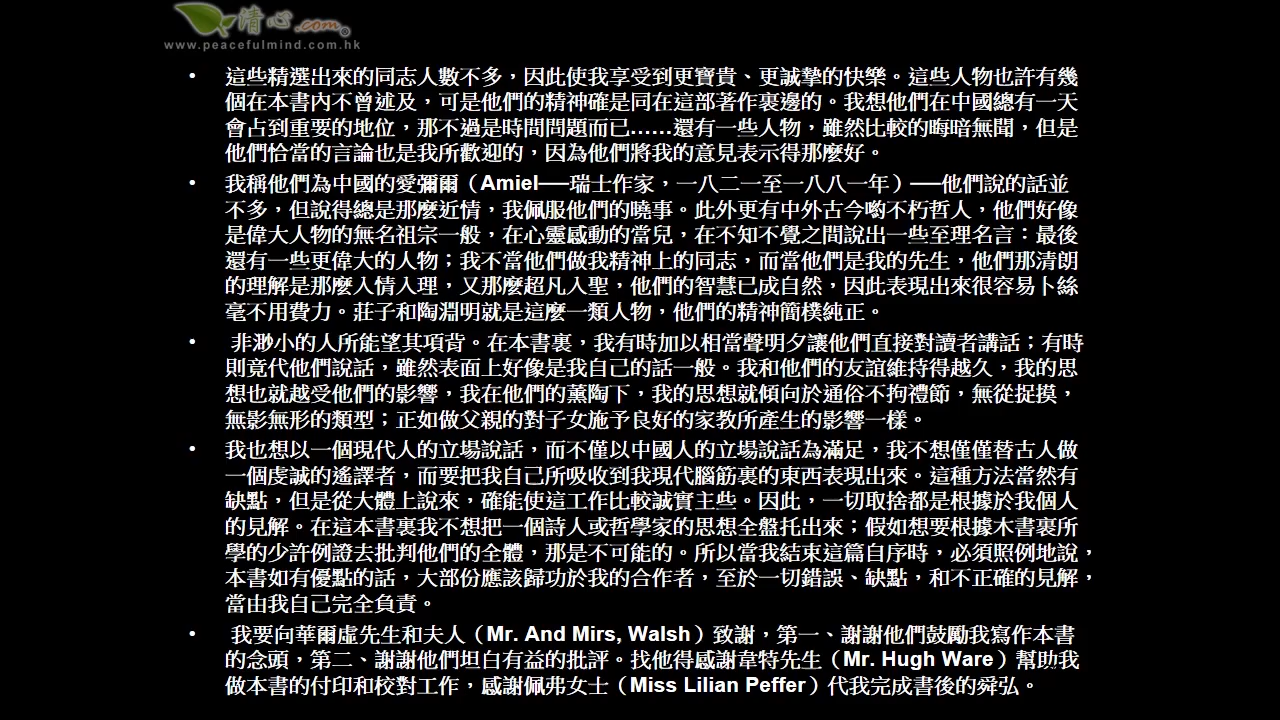 清心.com®
www.peacefulmind.com.hk
• 這些精選出來的同志人數不多，因此使我享受到更寶貴、更誠摯的快樂。這些人物也許有幾
個在本書內不曾述及，可是他們的精神確是同在這部著作裹邊的。我想他們在中國總有一天
會占到重要的地位，那不過是時間問題而已……還有一些人物，雖然比較的晦暗無聞，但是
他們恰當的言論也是我所歡迎的，因為他們將我的意見表示得那麼好。
• 我稱他們為中國的愛彌爾（Amiel──瑞士作家，一八二一至一八八一年）──他們說的話並
不多，但說得總是那麼近情，我佩服他們的曉事。此外更有中外古今喲不朽哲人，他們好像
是偉大人物的無名祖宗一般，在心靈感動的當兒，在不知不覺之間說出一些至理名言：最後
還有一些更偉大的人物；我不當他們做我精神上的同志，而當他們是我的先生，他們那清朗
的理解是那麼入情入理，又那麼超凡入聖，他們的智慧已成自然，因此表現出來很容易卜絲
毫不用費力。莊子和陶淵明就是這麼一類人物，他們的精神簡樸純正。
• 非渺小的人所能望其項背。在本書裹，我有時加以相當聲明夕讓他們直接對讀者講話；有時
則竟代他們說話，雖然表面上好像是我自己的話一般。我和他們的友誼維持得越久，我的思
想也就越受他們的影響，我在他們的薰陶下，我的思想就傾向於通俗不拘禮節，無從捉摸，
無影無形的類型；正如做父親的對子女施予良好的家教所產生的影響一樣。
• 我也想以一個現代人的立場說話，而不僅以中國人的立場說話為滿足，我不想僅僅替古人做
一個虔誠的遙譯者，而要把我自己所吸收到我現代腦筋裏的東西表現出來。這種方法當然有
缺點，但是從大體上說來，確能使這工作比較誠實主些。因此，一切取捨都是根據於我個人
的見解。在這本書裏我不想把一個詩人或哲學家的思想全盤托出來；假如想要根據木書裹所
學的少許例證去批判他們的全體，那是不可能的。所以當我結束這篇自序時，必須照例地說，
本書如有優點的話，大部份應該歸功於我的合作者，至於一切錯誤、缺點，和不正確的見解，
當由我自己完全負責。
• 我要向華爾虛先生和夫人（Mr. And Mirs, Walsh）致謝，第一、謝謝他們鼓勵我寫作本書
的念頭，第二、謝謝他們坦白有益的批評。找他得感謝韋特先生（Mr. Hugh Ware）幫助我
做本書的付印和校對工作，感謝佩弗女士（Miss Lilian Peffer）代我完成書後的舜弘。